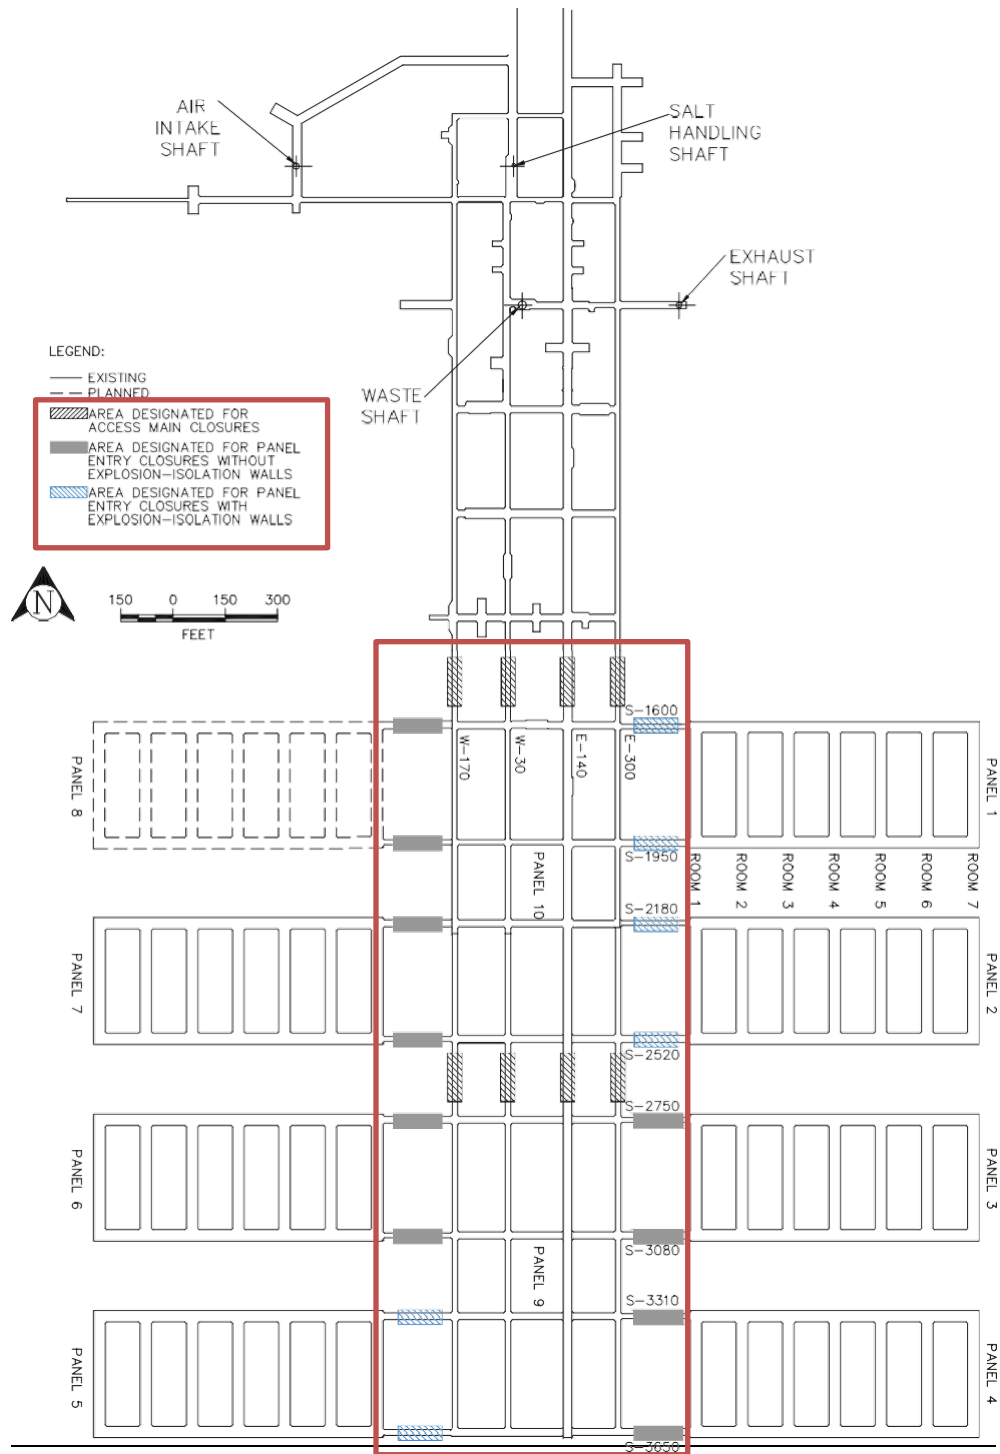 AIR
INTAKE
SHAFT
SALT
HANDLING
SHAFT
EXHAUST
SHAFT
WASTE
SHAFT
LEGEND:
EXISTING
PLANNED
AREA DESIGNATED FOR
ACCESS MAIN CLOSURES
AREA DESIGNATED FOR PANEL
ENTRY CLOSURES WITHOUT
EXPLOSION-ISOLATION WALLS
AREA DESIGNATED FOR PANEL
ENTRY CLOSURES WITH
EXPLOSION-ISOLATION WALLS
N
150 0 150 300
FEET
S-1600
W-170
W-30
E-140
E-300
PANEL 8
PANEL 1
S-1950
PANEL 10
ROOM 1
ROOM 2
ROOM 3
ROOM 4
ROOM 5
ROOM 6
ROOM 7
S-2180
PANEL 7
PANEL 2
S-2520
S-2750
PANEL 6
PANEL 3
S-3080
PANEL 9
S-3310
PANEL 5
PANEL 4
S-3650